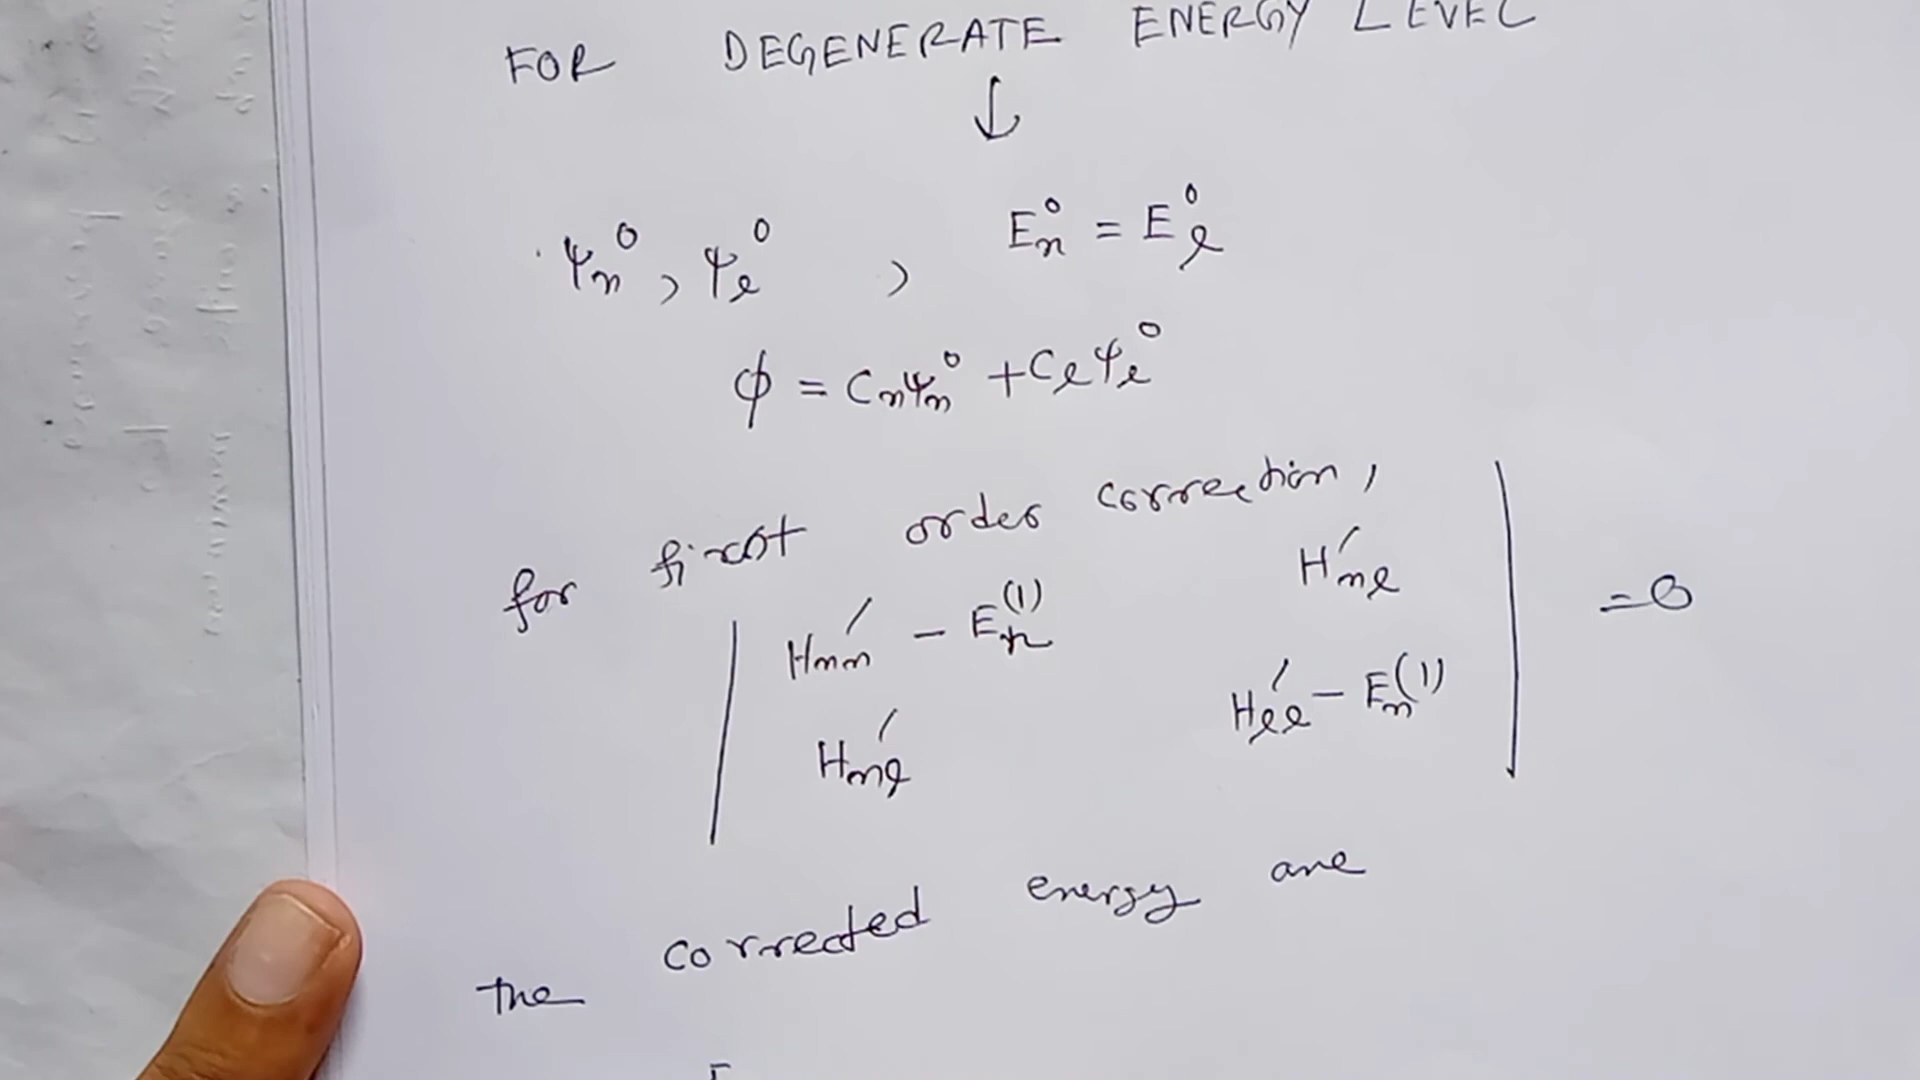 FOR DEGENERATE ENERGY LEVEL
↓
ψn⁰, ψℓ⁰ , En⁰ = Eℓ⁰
ϕ = Cnψn⁰ + Cℓψℓ⁰
for first order correction,
| H'nn − En⁽¹⁾ H'nℓ |
| H'nℓ H'ℓℓ − En⁽¹⁾ | = 0
the corrected energy are